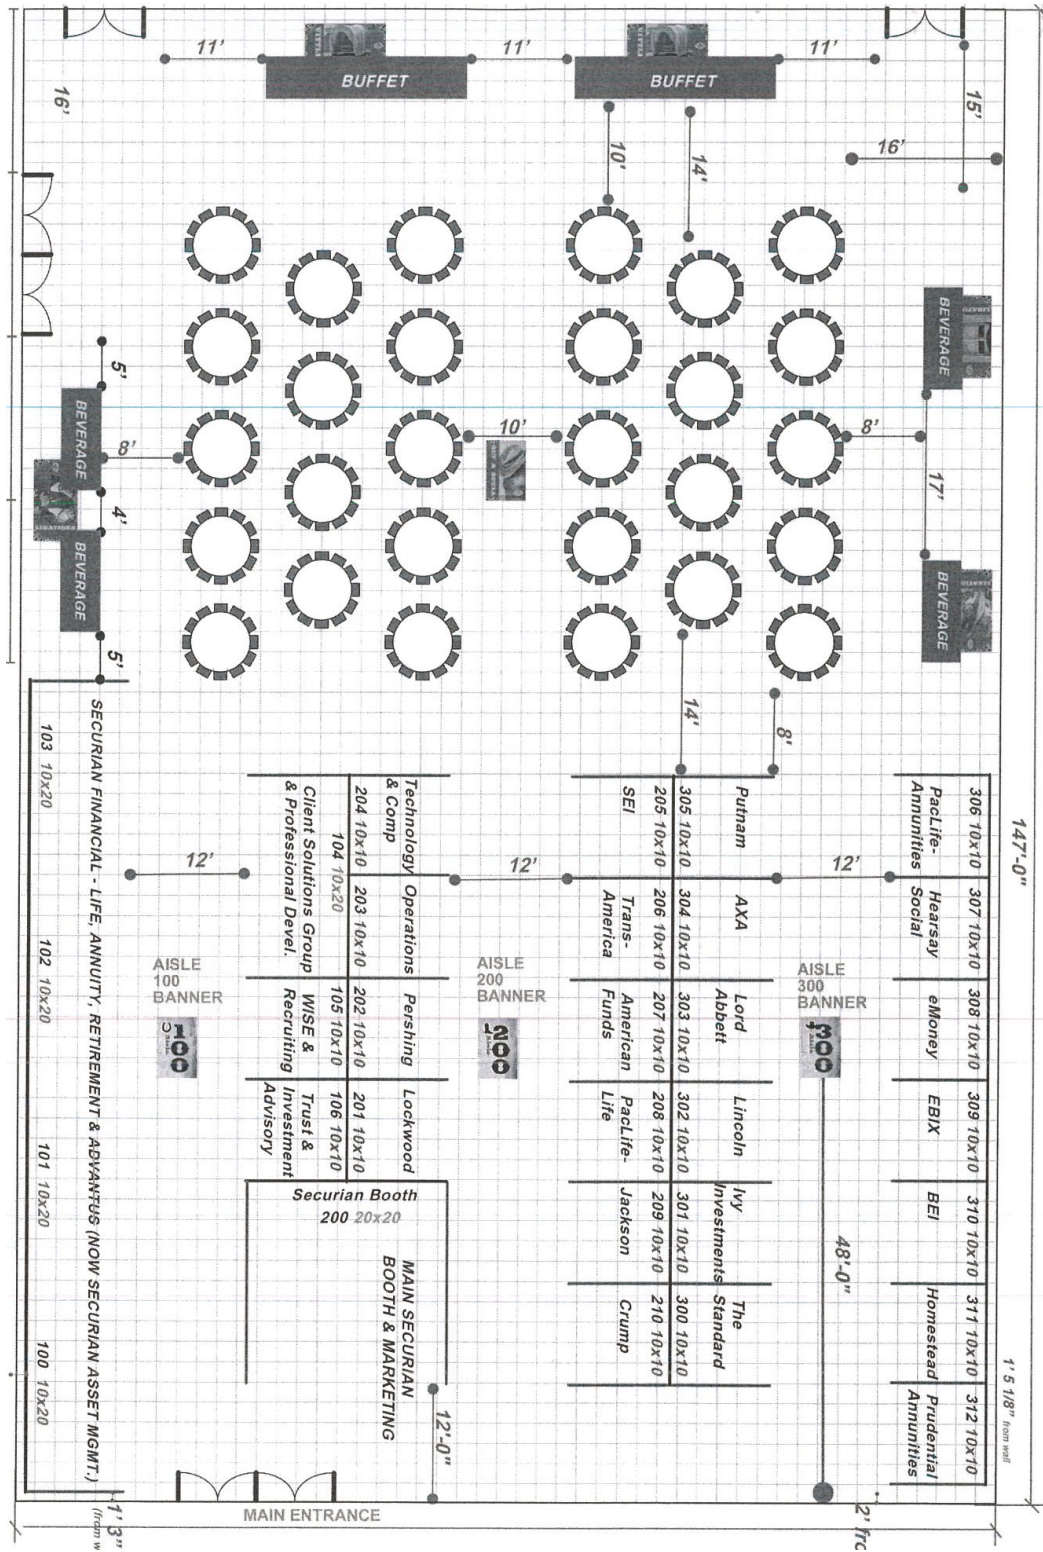 11'
11'
11'
BUFFET
BUFFET
16'
15'
16'
10'
14'
BEVERAGE
BEVERAGE
5'
BEVERAGE
8'
4'
BEVERAGE
5'
10'
8'
17'
14'
8'
147'-0"
SECURIAN FINANCIAL - LIFE, ANNUITY, RETIREMENT & ADVANTUS (NOW SECURIAN ASSET MGMT.)
103 10x20
102 10x20
101 10x20
100 10x20
12'
12'
12'
Technology
& Comp
204 10x10
Operations
203 10x10
Pershing
202 10x10
Lockwood
201 10x10
104 10x20
Client Solutions Group
& Professional Devel.
105 10x10
WISE &
Recruiting
106 10x10
Trust &
Investment
Advisory
Securian Booth
200 20x20
MAIN SECURIAN
BOOTH & MARKETING
Putnam
305 10x10
205 10x10
SEI
AXA
304 10x10
206 10x10
Trans-
America
Lord
Abbett
303 10x10
207 10x10
American
Funds
Lincoln
302 10x10
208 10x10
PacLife-
Life
Ivy
Investments
301 10x10
209 10x10
Jackson
The
Standard
300 10x10
210 10x10
Crump
306 10x10
PacLife-
Annunities
307 10x10
Hearsay
Social
308 10x10
eMoney
309 10x10
EBIX
310 10x10
BEI
311 10x10
Homestead
312 10x10
Prudential
Annunities
AISLE
100
BANNER
100
AISLE
200
BANNER
200
AISLE
300
BANNER
300
48'-0"
12'-0"
1' 5 1/8" from wall
MAIN ENTRANCE
1' 3"
(from w
2' fro